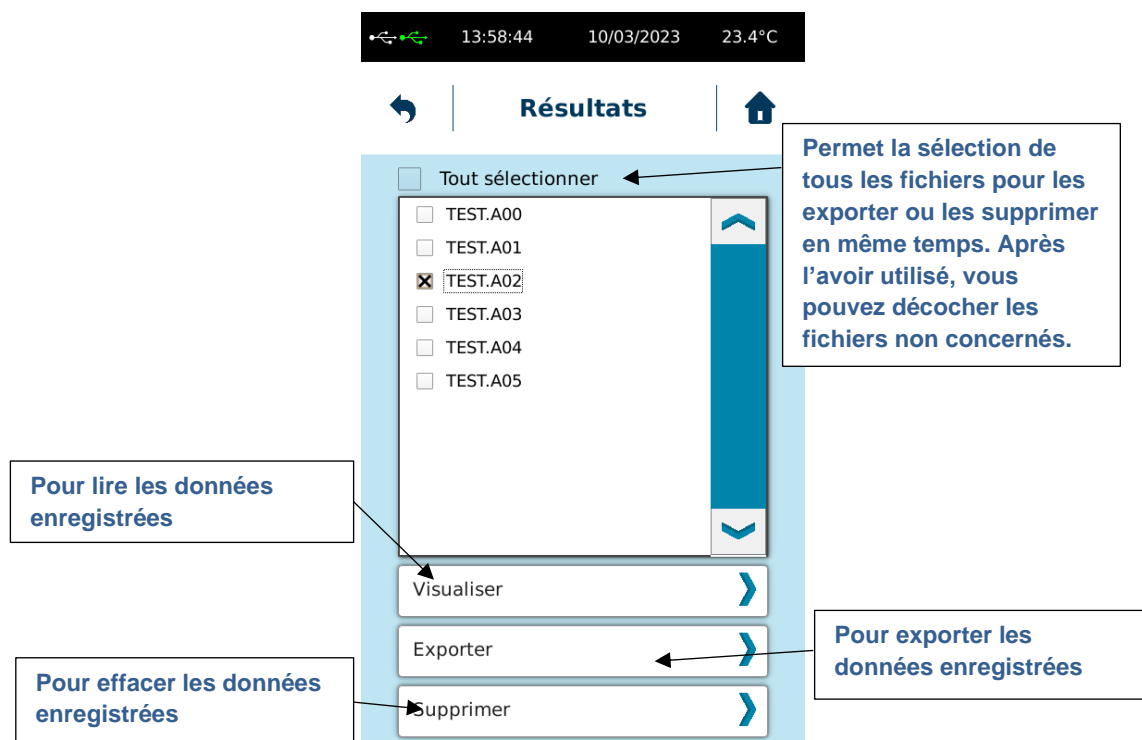 13:58:44 10/03/2023 23.4°C
Résultats
Permet la sélection de
tous les fichiers pour les
exporter ou les supprimer
en même temps. Après
l’avoir utilisé, vous
pouvez décocher les
fichiers non concernés.
Tout sélectionner
TEST.A00
TEST.A01
TEST.A02
TEST.A03
TEST.A04
TEST.A05
Pour lire les données
enregistrées
Visualiser
Exporter
Pour exporter les
données enregistrées
Pour effacer les données
enregistrées
Supprimer